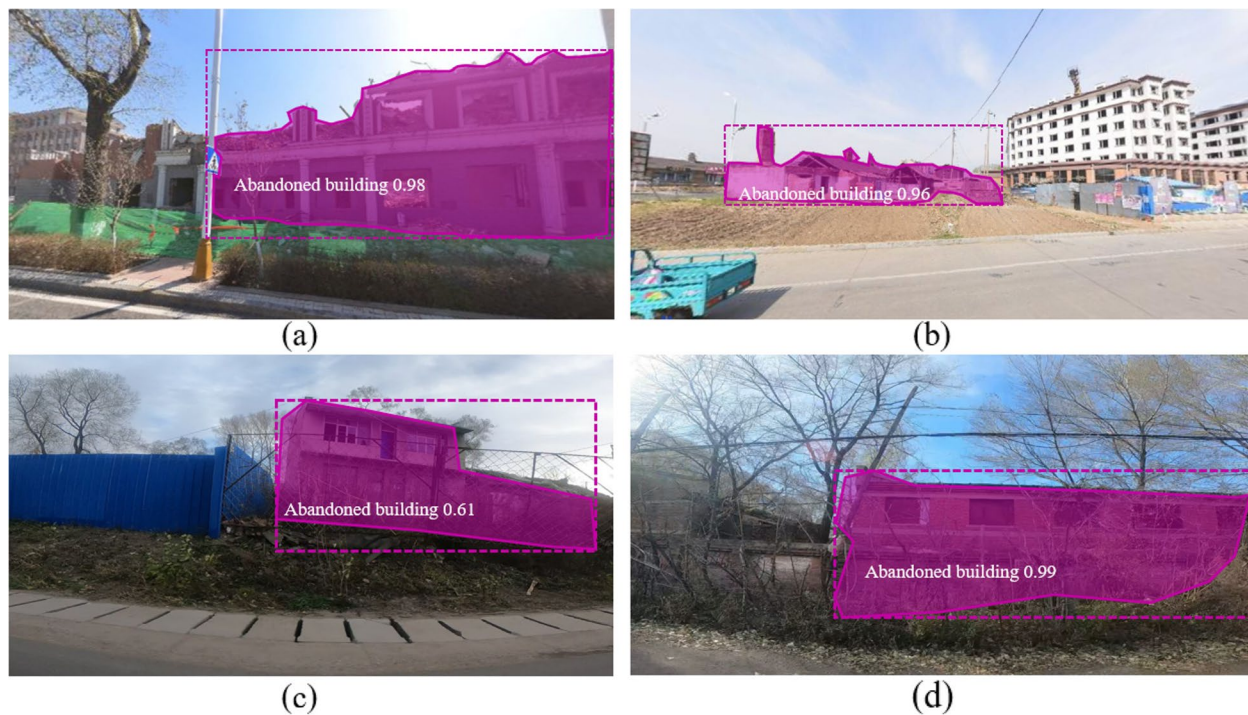 Abandoned building 0.98
Abandoned building 0.96
(a)
(b)
Abandoned building 0.61
Abandoned building 0.99
(c)
(d)